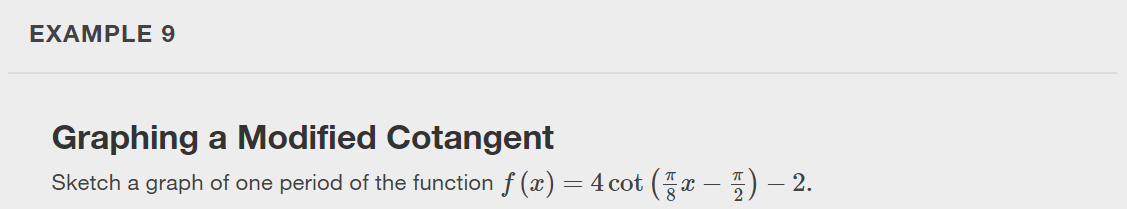 EXAMPLE 9
Graphing a Modified Cotangent
Sketch a graph of one period of the function f (x) = 4 cot (π/8 x − π/2) − 2.